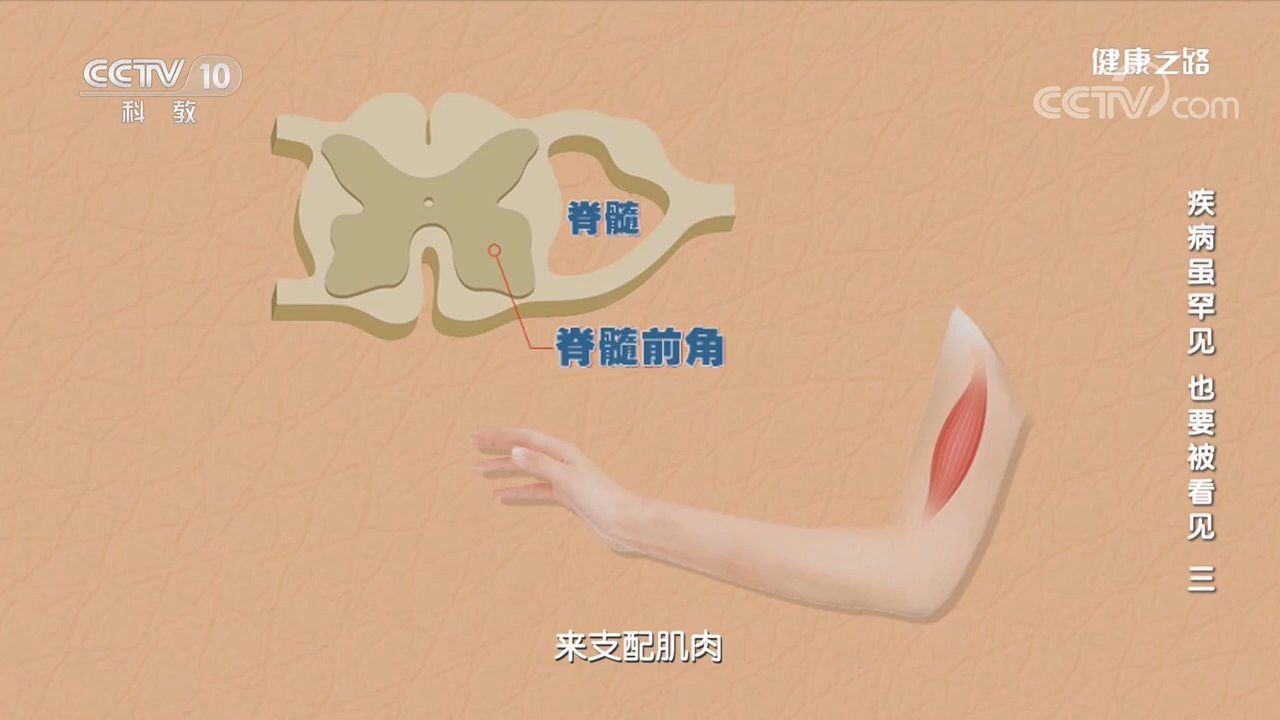 CCTV 10
科 教
健康之路
CCTV com
脊髓
脊髓前角
疾病虽罕见 也要被看见 三
来支配肌肉